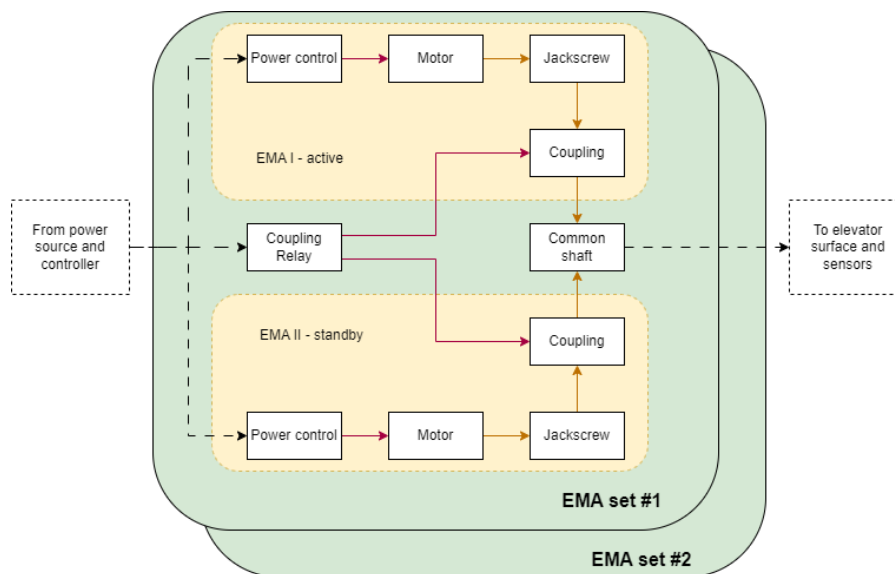 Power control
Motor
Jackscrew
EMA I - active
Coupling
From power
source and
controller
Coupling
Relay
Common
shaft
To elevator
surface and
sensors
EMA II - standby
Coupling
Power control
Motor
Jackscrew
EMA set #1
EMA set #2